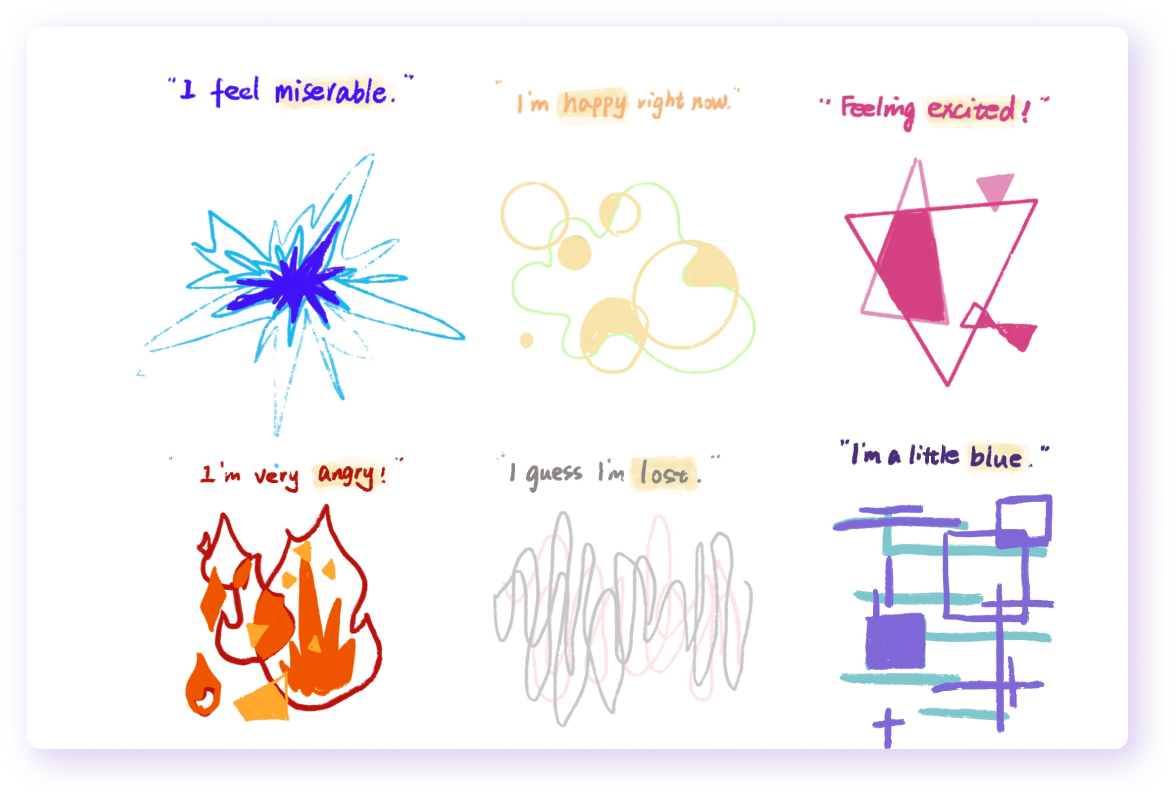 "I feel miserable."
"I'm happy right now."
"Feeling excited!"
"I'm very angry!"
"I guess I'm lost."
"I'm a little blue."